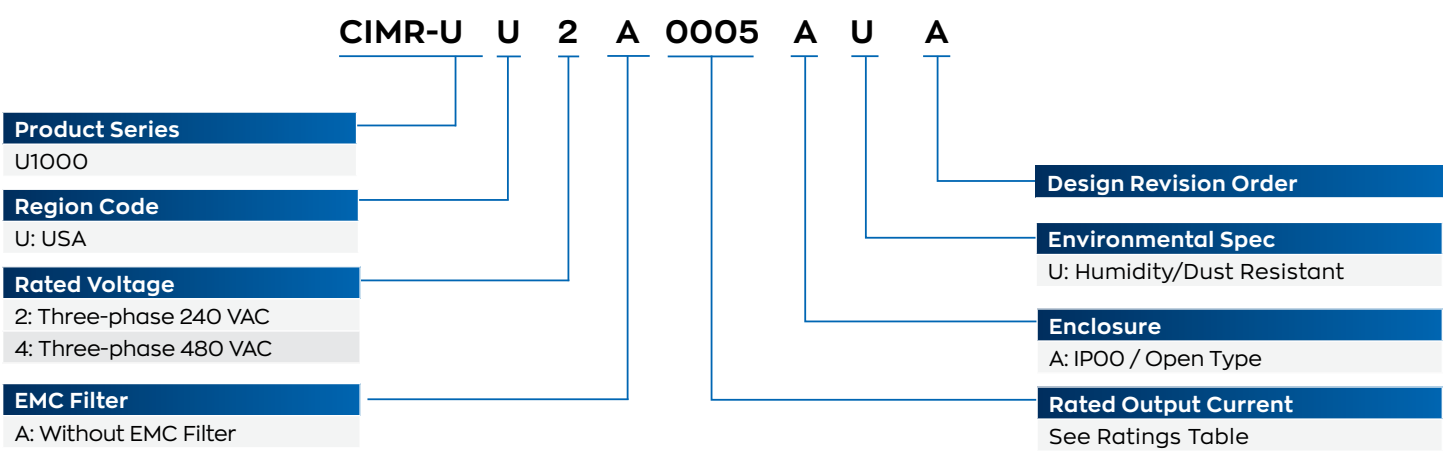 CIMR-U U 2 A 0005 A U A
Product Series
U1000
Region Code
U: USA
Rated Voltage
2: Three-phase 240 VAC
4: Three-phase 480 VAC
EMC Filter
A: Without EMC Filter
Design Revision Order
Environmental Spec
U: Humidity/Dust Resistant
Enclosure
A: IP00 / Open Type
Rated Output Current
See Ratings Table